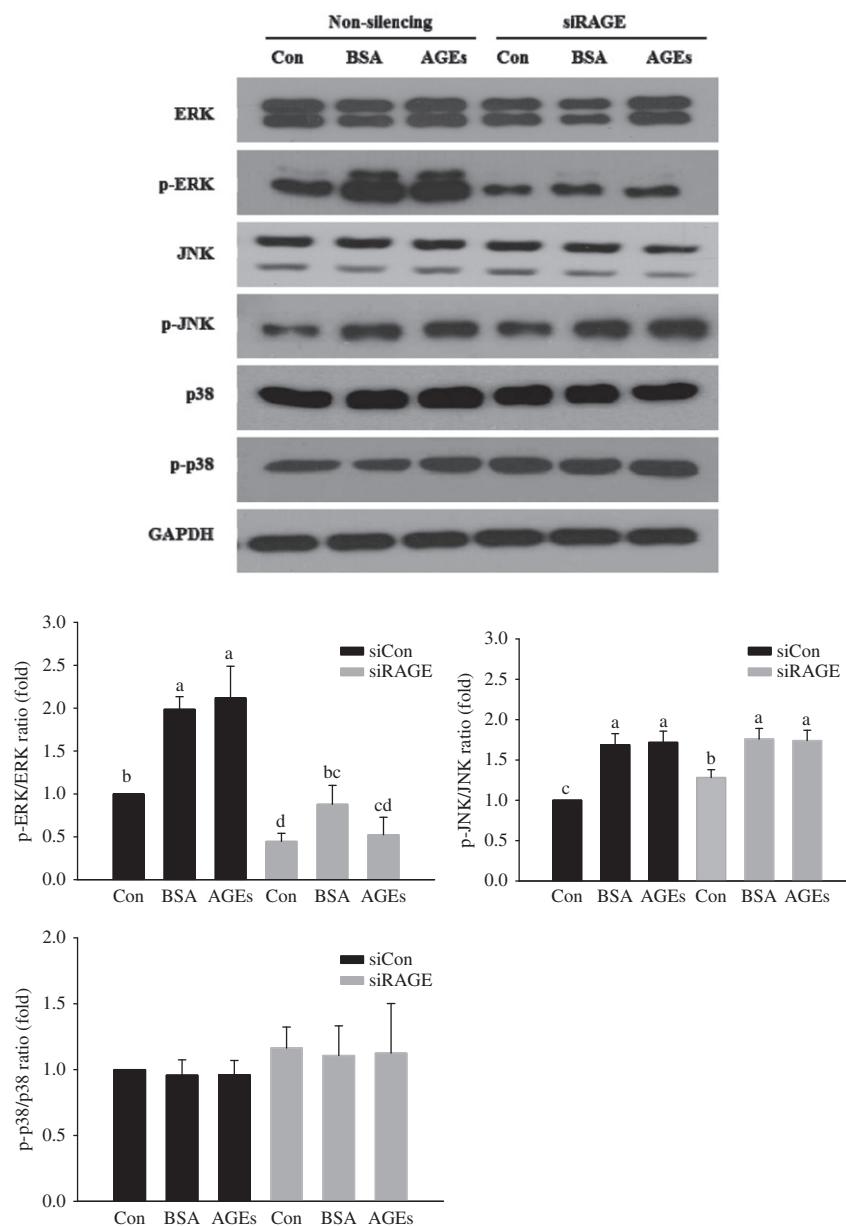 Non-silencing siRAGE
Con BSA AGEs Con BSA AGEs
ERK
p-ERK
JNK
p-JNK
p38
p-p38
GAPDH
p-ERK/ERK ratio (fold)
3.0
2.5
2.0
1.5
1.0
0.5
0.0
siCon
siRAGE
b
a
a
d
bc
cd
Con BSA AGEs Con BSA AGEs
p-JNK/JNK ratio (fold)
3.0
2.5
2.0
1.5
1.0
0.5
0.0
siCon
siRAGE
c
a
a
b
a
a
Con BSA AGEs Con BSA AGEs
p-p38/p38 ratio (fold)
2.0
1.5
1.0
0.5
0.0
siCon
siRAGE
Con BSA AGEs Con BSA AGEs